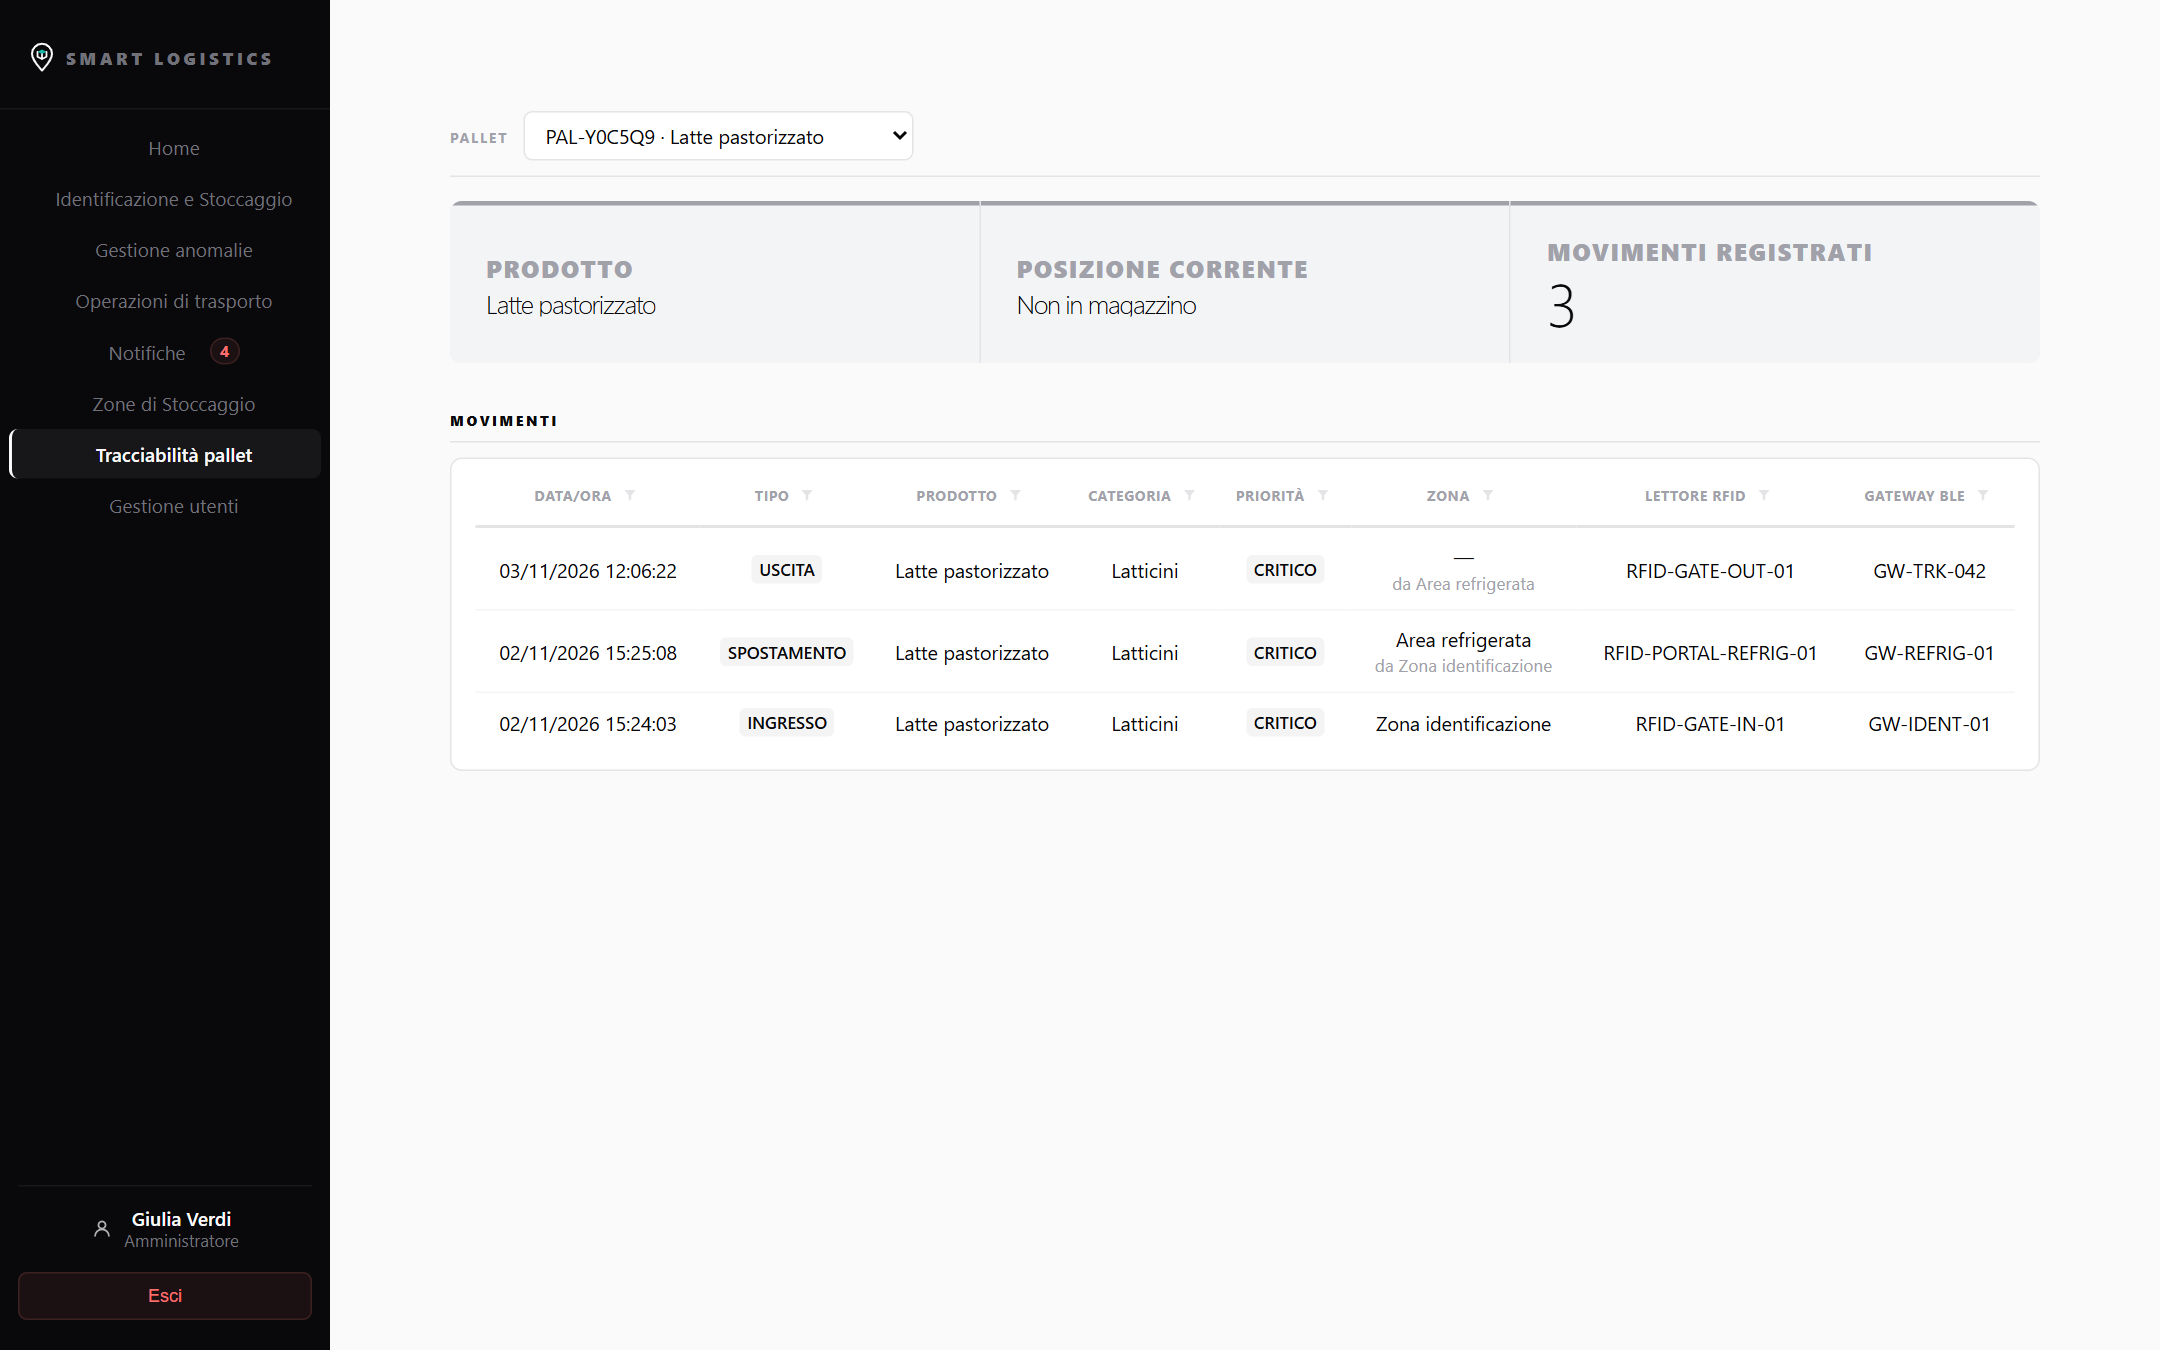 SMART LOGISTICS
Home
Identificazione e Stoccaggio
Gestione anomalie
Operazioni di trasporto
Notifiche 4
Zone di Stoccaggio
Tracciabilità pallet
Gestione utenti
Giulia Verdi
Amministratore
Esci
PALLET PAL-Y0C5Q9 · Latte pastorizzato
PRODOTTO
Latte pastorizzato
POSIZIONE CORRENTE
Non in magazzino
MOVIMENTI REGISTRATI
3
MOVIMENTI
DATA/ORA TIPO PRODOTTO CATEGORIA PRIORITÀ ZONA LETTORE RFID GATEWAY BLE
03/11/2026 12:06:22 USCITA Latte pastorizzato Latticini CRITICO — RFID-GATE-OUT-01 GW-TRK-042
da Area refrigerata
02/11/2026 15:25:08 SPOSTAMENTO Latte pastorizzato Latticini CRITICO Area refrigerata RFID-PORTAL-REFRIG-01 GW-REFRIG-01
da Zona identificazione
02/11/2026 15:24:03 INGRESSO Latte pastorizzato Latticini CRITICO Zona identificazione RFID-GATE-IN-01 GW-IDENT-01